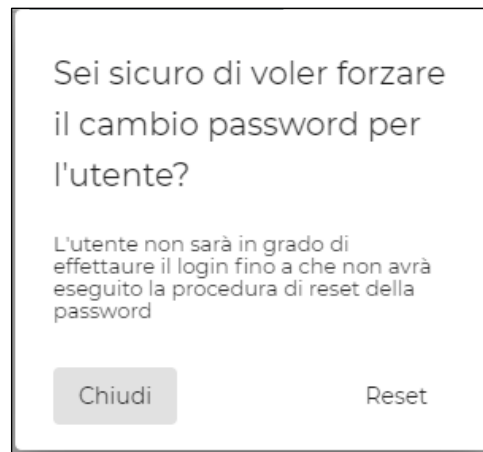 Sei sicuro di voler forzare
il cambio password per
l'utente?
L'utente non sarà in grado di
effettaure il login fino a che non avrà
eseguito la procedura di reset della
password
Chiudi
Reset